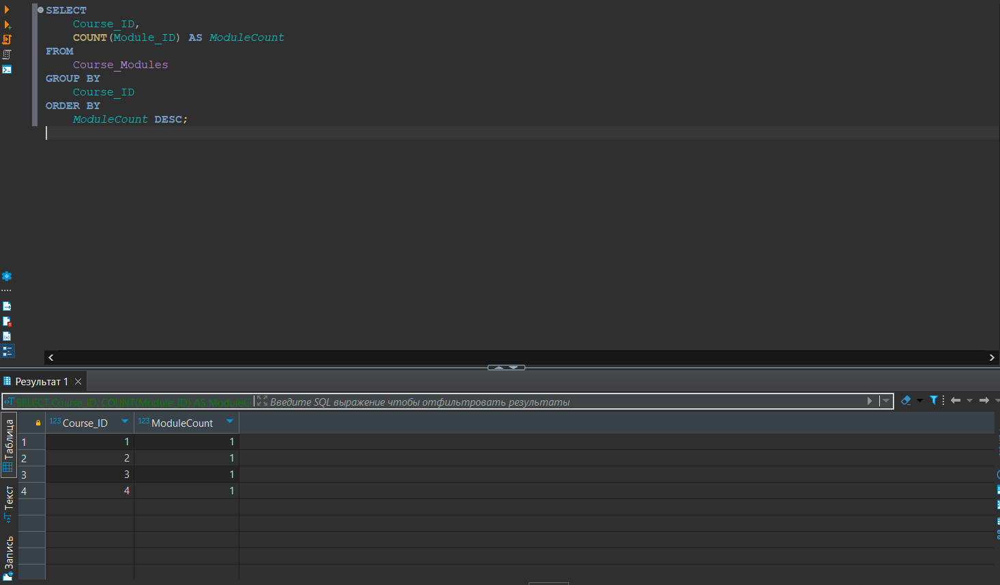 SELECT
Course_ID,
COUNT(Module_ID) AS ModuleCount
FROM
Course_Modules
GROUP BY
Course_ID
ORDER BY
ModuleCount DESC;
Результат 1
SELECT Course_ID, COUNT(Module_ID) AS ModuleC
Введите SQL выражение чтобы отфильтровать результаты
Таблица
Текст
Запись
123 Course_ID 123 ModuleCount
1 1 1
2 2 1
3 3 1
4 4 1